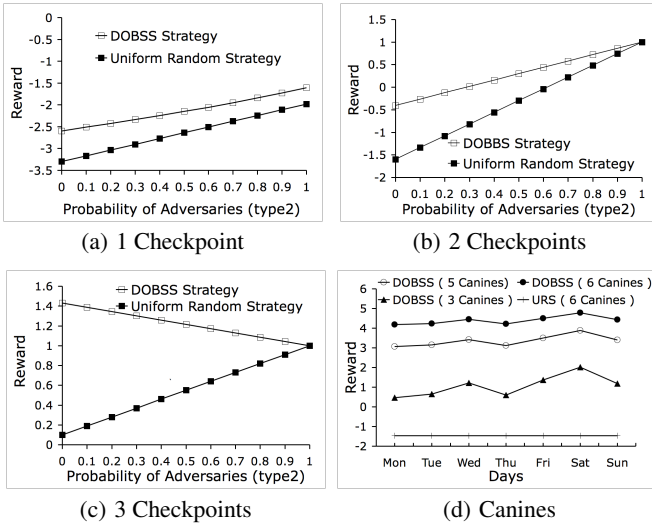 0
-0.5
-1
-1.5
-2
-2.5
-3
-3.5
Reward
DOBSS Strategy
Uniform Random Strategy
0 0.1 0.2 0.3 0.4 0.5 0.6 0.7 0.8 0.9 1
Probability of Adversaries (type2)
(a) 1 Checkpoint
1.5
1
0.5
0
-0.5
-1
-1.5
-2
Reward
DOBBS Strategy
Uniform Random Strategy
0 0.1 0.2 0.3 0.4 0.5 0.6 0.7 0.8 0.9 1
Probability of Adversaries (type2)
(b) 2 Checkpoints
1.6
1.4
1.2
1
0.8
0.6
0.4
0.2
0
Reward
DOBSS Strategy
Uniform Random Strategy
0 0.1 0.2 0.3 0.4 0.5 0.6 0.7 0.8 0.9 1
Probability of Adversaries (type2)
(c) 3 Checkpoints
6
5
4
3
2
1
0
-1
-2
Reward
DOBSS ( 5 Canines) DOBSS ( 6 Canines )
DOBSS ( 3 Canines ) URS ( 6 Canines )
Mon Tue Wed Thu Fri Sat Sun
Days
(d) Canines